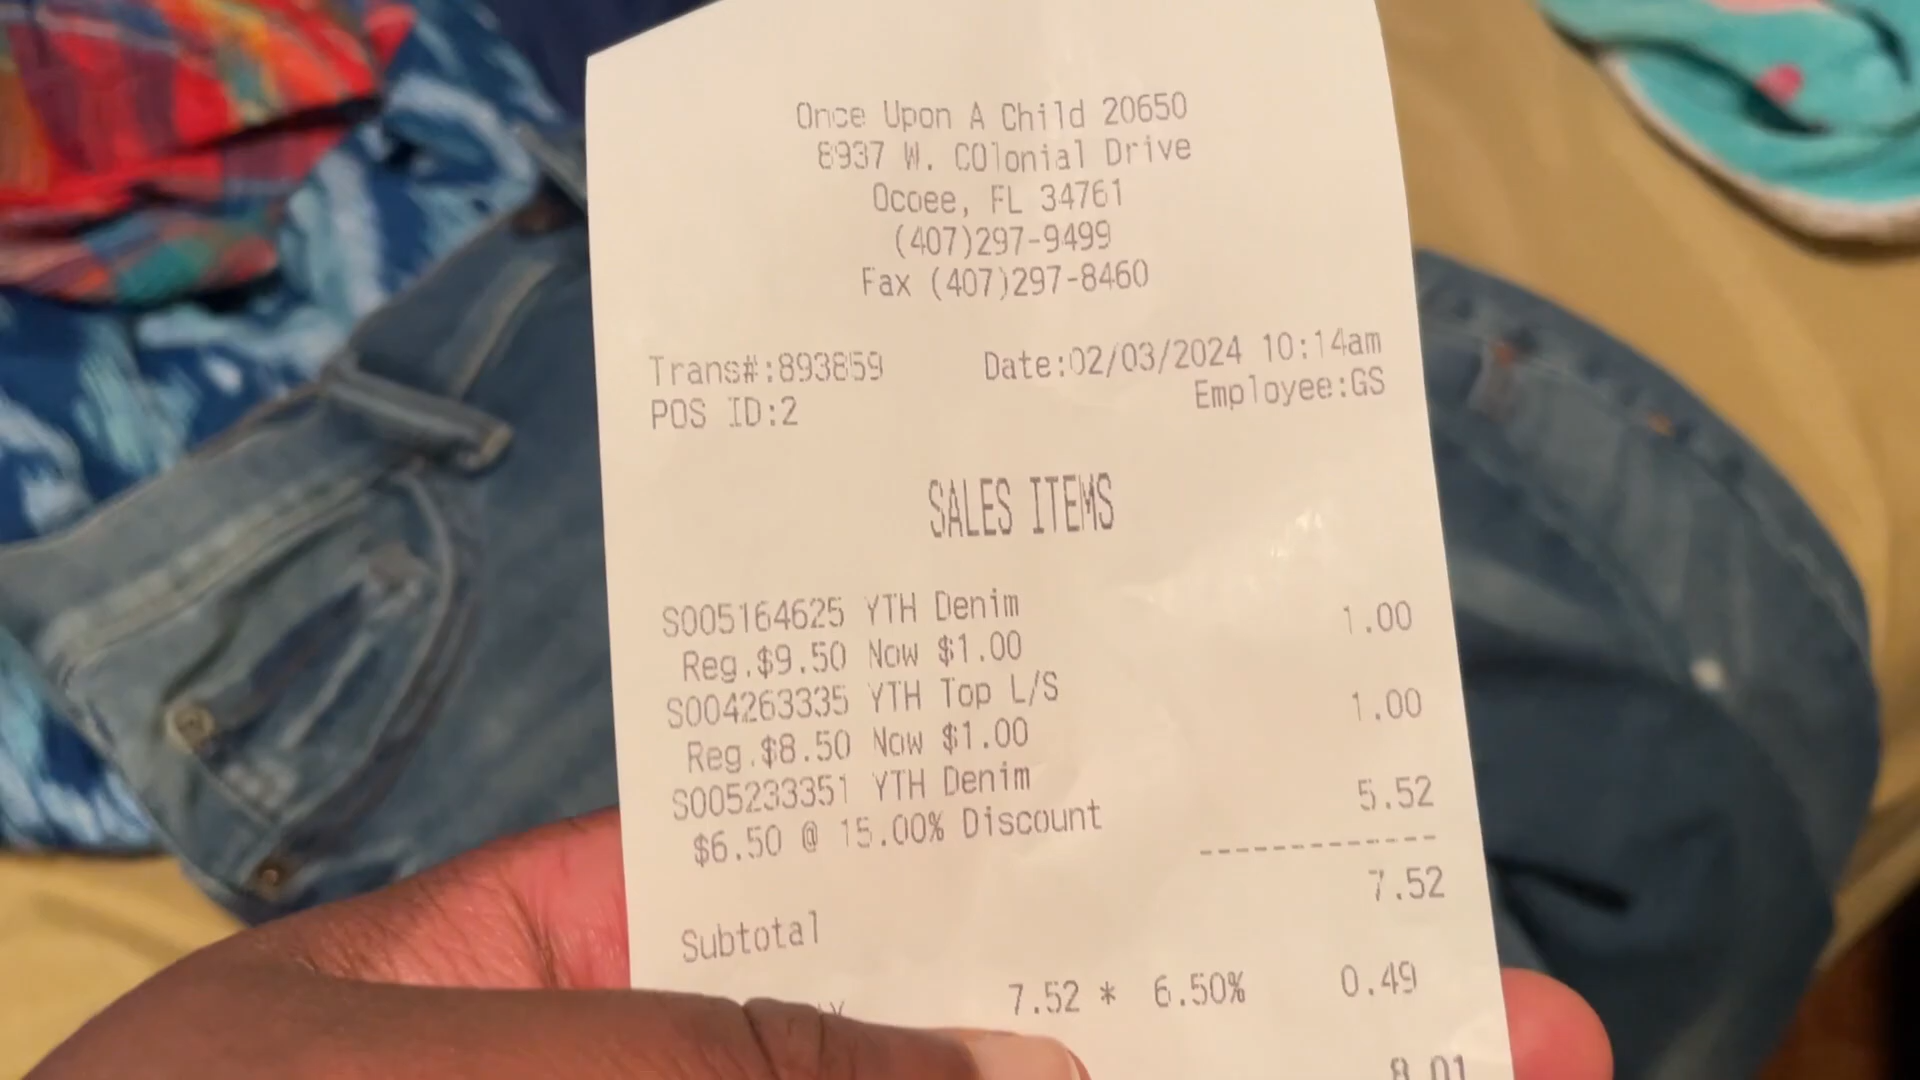 Once Upon A Child 20650
8937 W. COlonial Drive
Ocoee, FL 34761
(407)297-9499
Fax (407)297-8460
Trans#:893859 Date:02/03/2024 10:14am
POS ID:2 Employee:GS
SALES ITEMS
S005164625 YTH Denim 1.00
Reg.$9.50 Now $1.00
S004263335 YTH Top L/S 1.00
Reg.$8.50 Now $1.00
S005233351 YTH Denim 5.52
$6.50 @ 15.00% Discount
------------
Subtotal 7.52
7.52 * 6.50% 0.49
8.01